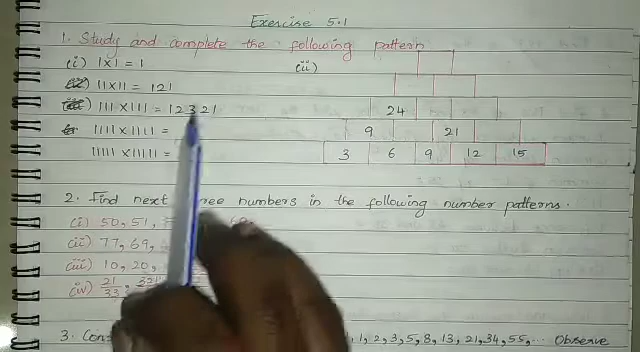 Exercise 5.1
1. Study and complete the following pattern
(i) 1×1 = 1 (ii)
11×11 = 121
111×111 = 12321 24
1111×1111 = 9 21
11111×11111 = 3 6 9 12 15
2. Find next numbers in the following number patterns.
(i) 50, 51,
(ii) 77, 69,
(iii) 10, 20,
(iv) 21/33, 321
3. 1, 2, 3, 5, 8, 13, 21, 34, 55, ... Observe